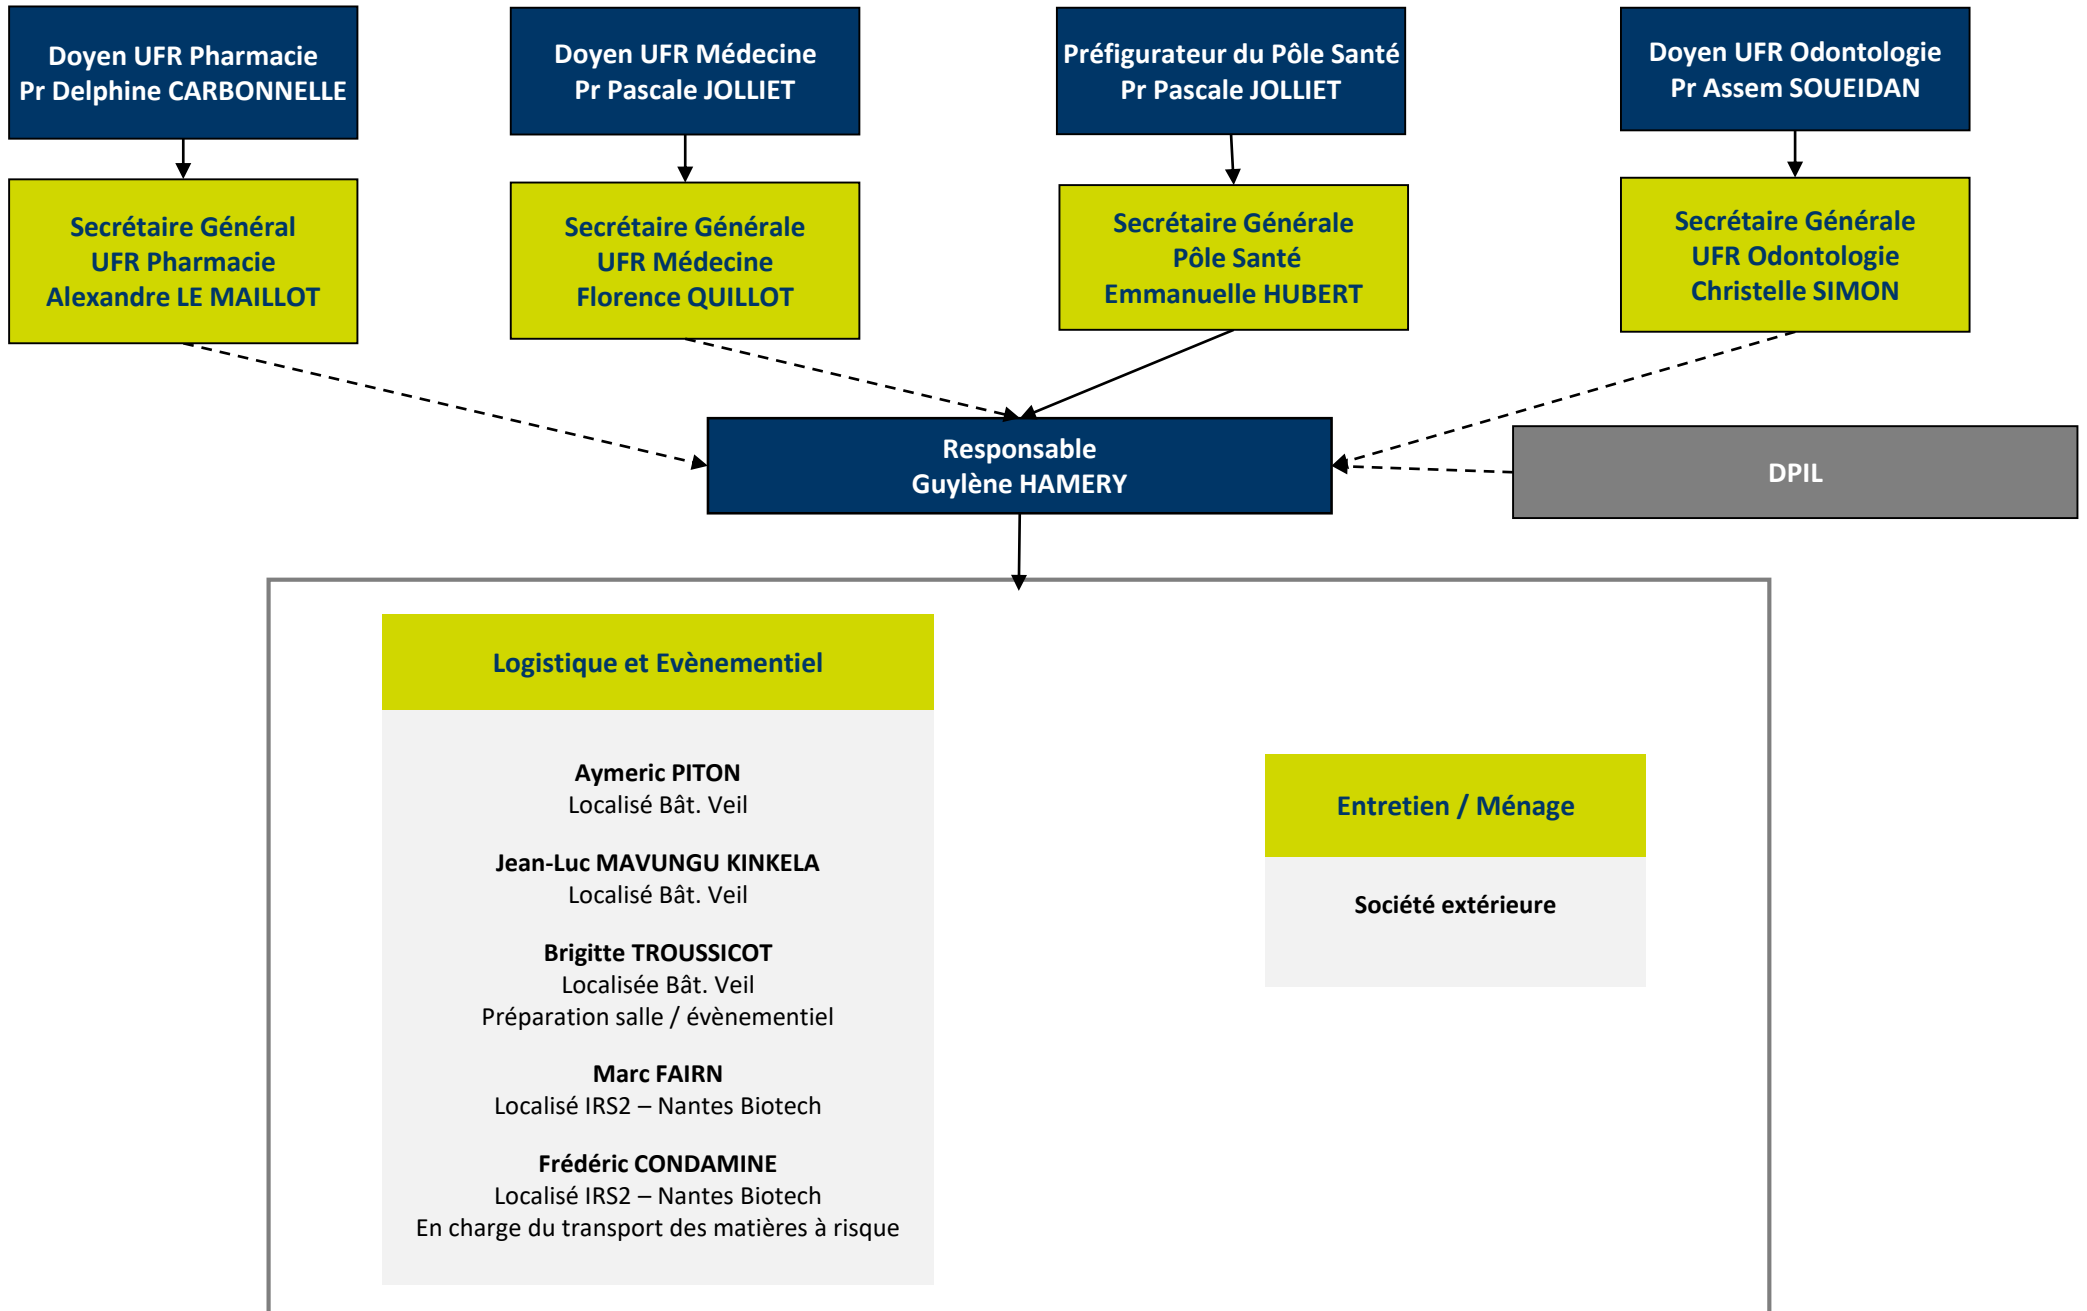 Doyen UFR Pharmacie
Pr Delphine CARBONNELLE
Doyen UFR Médecine
Pr Pascale JOLLIET
Préfigurateur du Pôle Santé
Pr Pascale JOLLIET
Doyen UFR Odontologie
Pr Assem SOUEIDAN
Secrétaire Général
UFR Pharmacie
Alexandre LE MAILLOT
Secrétaire Générale
UFR Médecine
Florence QUILLOT
Secrétaire Générale
Pôle Santé
Emmanuelle HUBERT
Secrétaire Générale
UFR Odontologie
Christelle SIMON
Responsable
Guylène HAMERY
DPIL
Logistique et Evènementiel
Aymeric PITON
Localisé Bât. Veil
Jean-Luc MAVUNGU KINKELA
Localisé Bât. Veil
Brigitte TROUSSICOT
Localisée Bât. Veil
Préparation salle / évènementiel
Marc FAIRN
Localisé IRS2 – Nantes Biotech
Frédéric CONDAMINE
Localisé IRS2 – Nantes Biotech
En charge du transport des matières à risque
Entretien / Ménage
Société extérieure